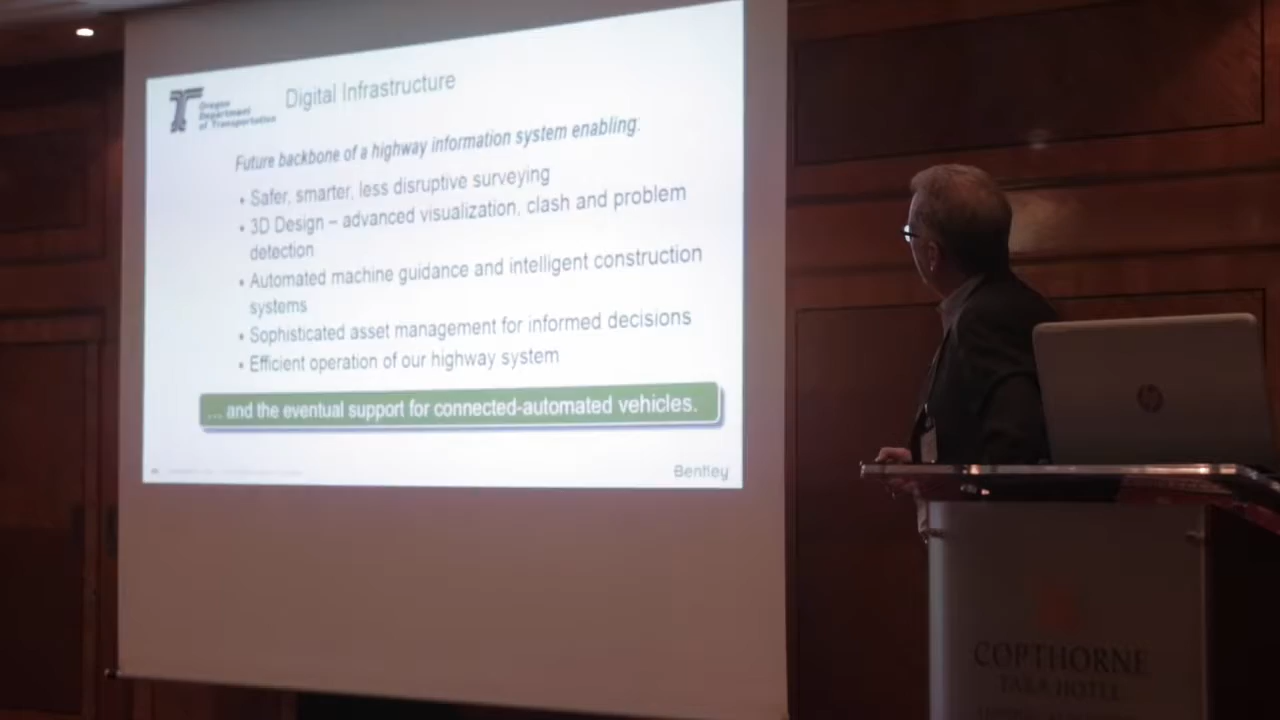 Oregon
Department
of Transportation
Digital Infrastructure
Future backbone of a highway information system enabling:
• Safer, smarter, less disruptive surveying
• 3D Design – advanced visualization, clash and problem
detection
• Automated machine guidance and intelligent construction
systems
• Sophisticated asset management for informed decisions
• Efficient operation of our highway system
… and the eventual support for connected-automated vehicles.
Bentley
hp
COPTHORNE
TARA HOTEL